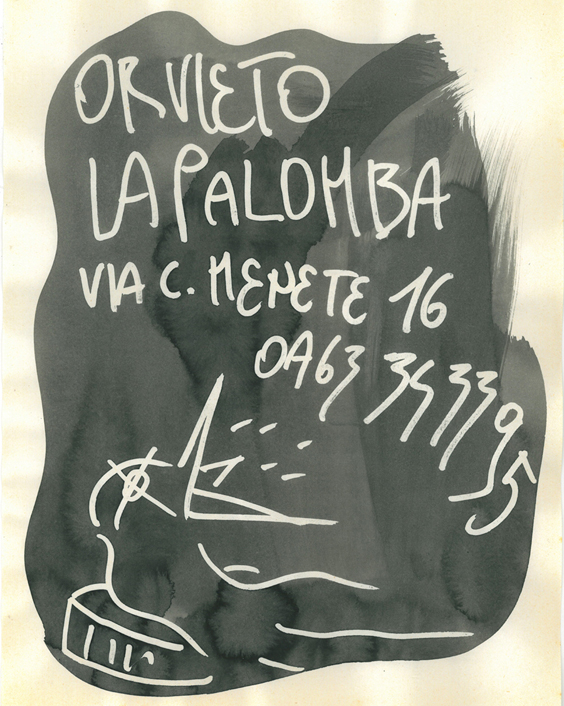 ORVIETO
LA PALOMBA
VIA C. MENETE 16
0763 343395